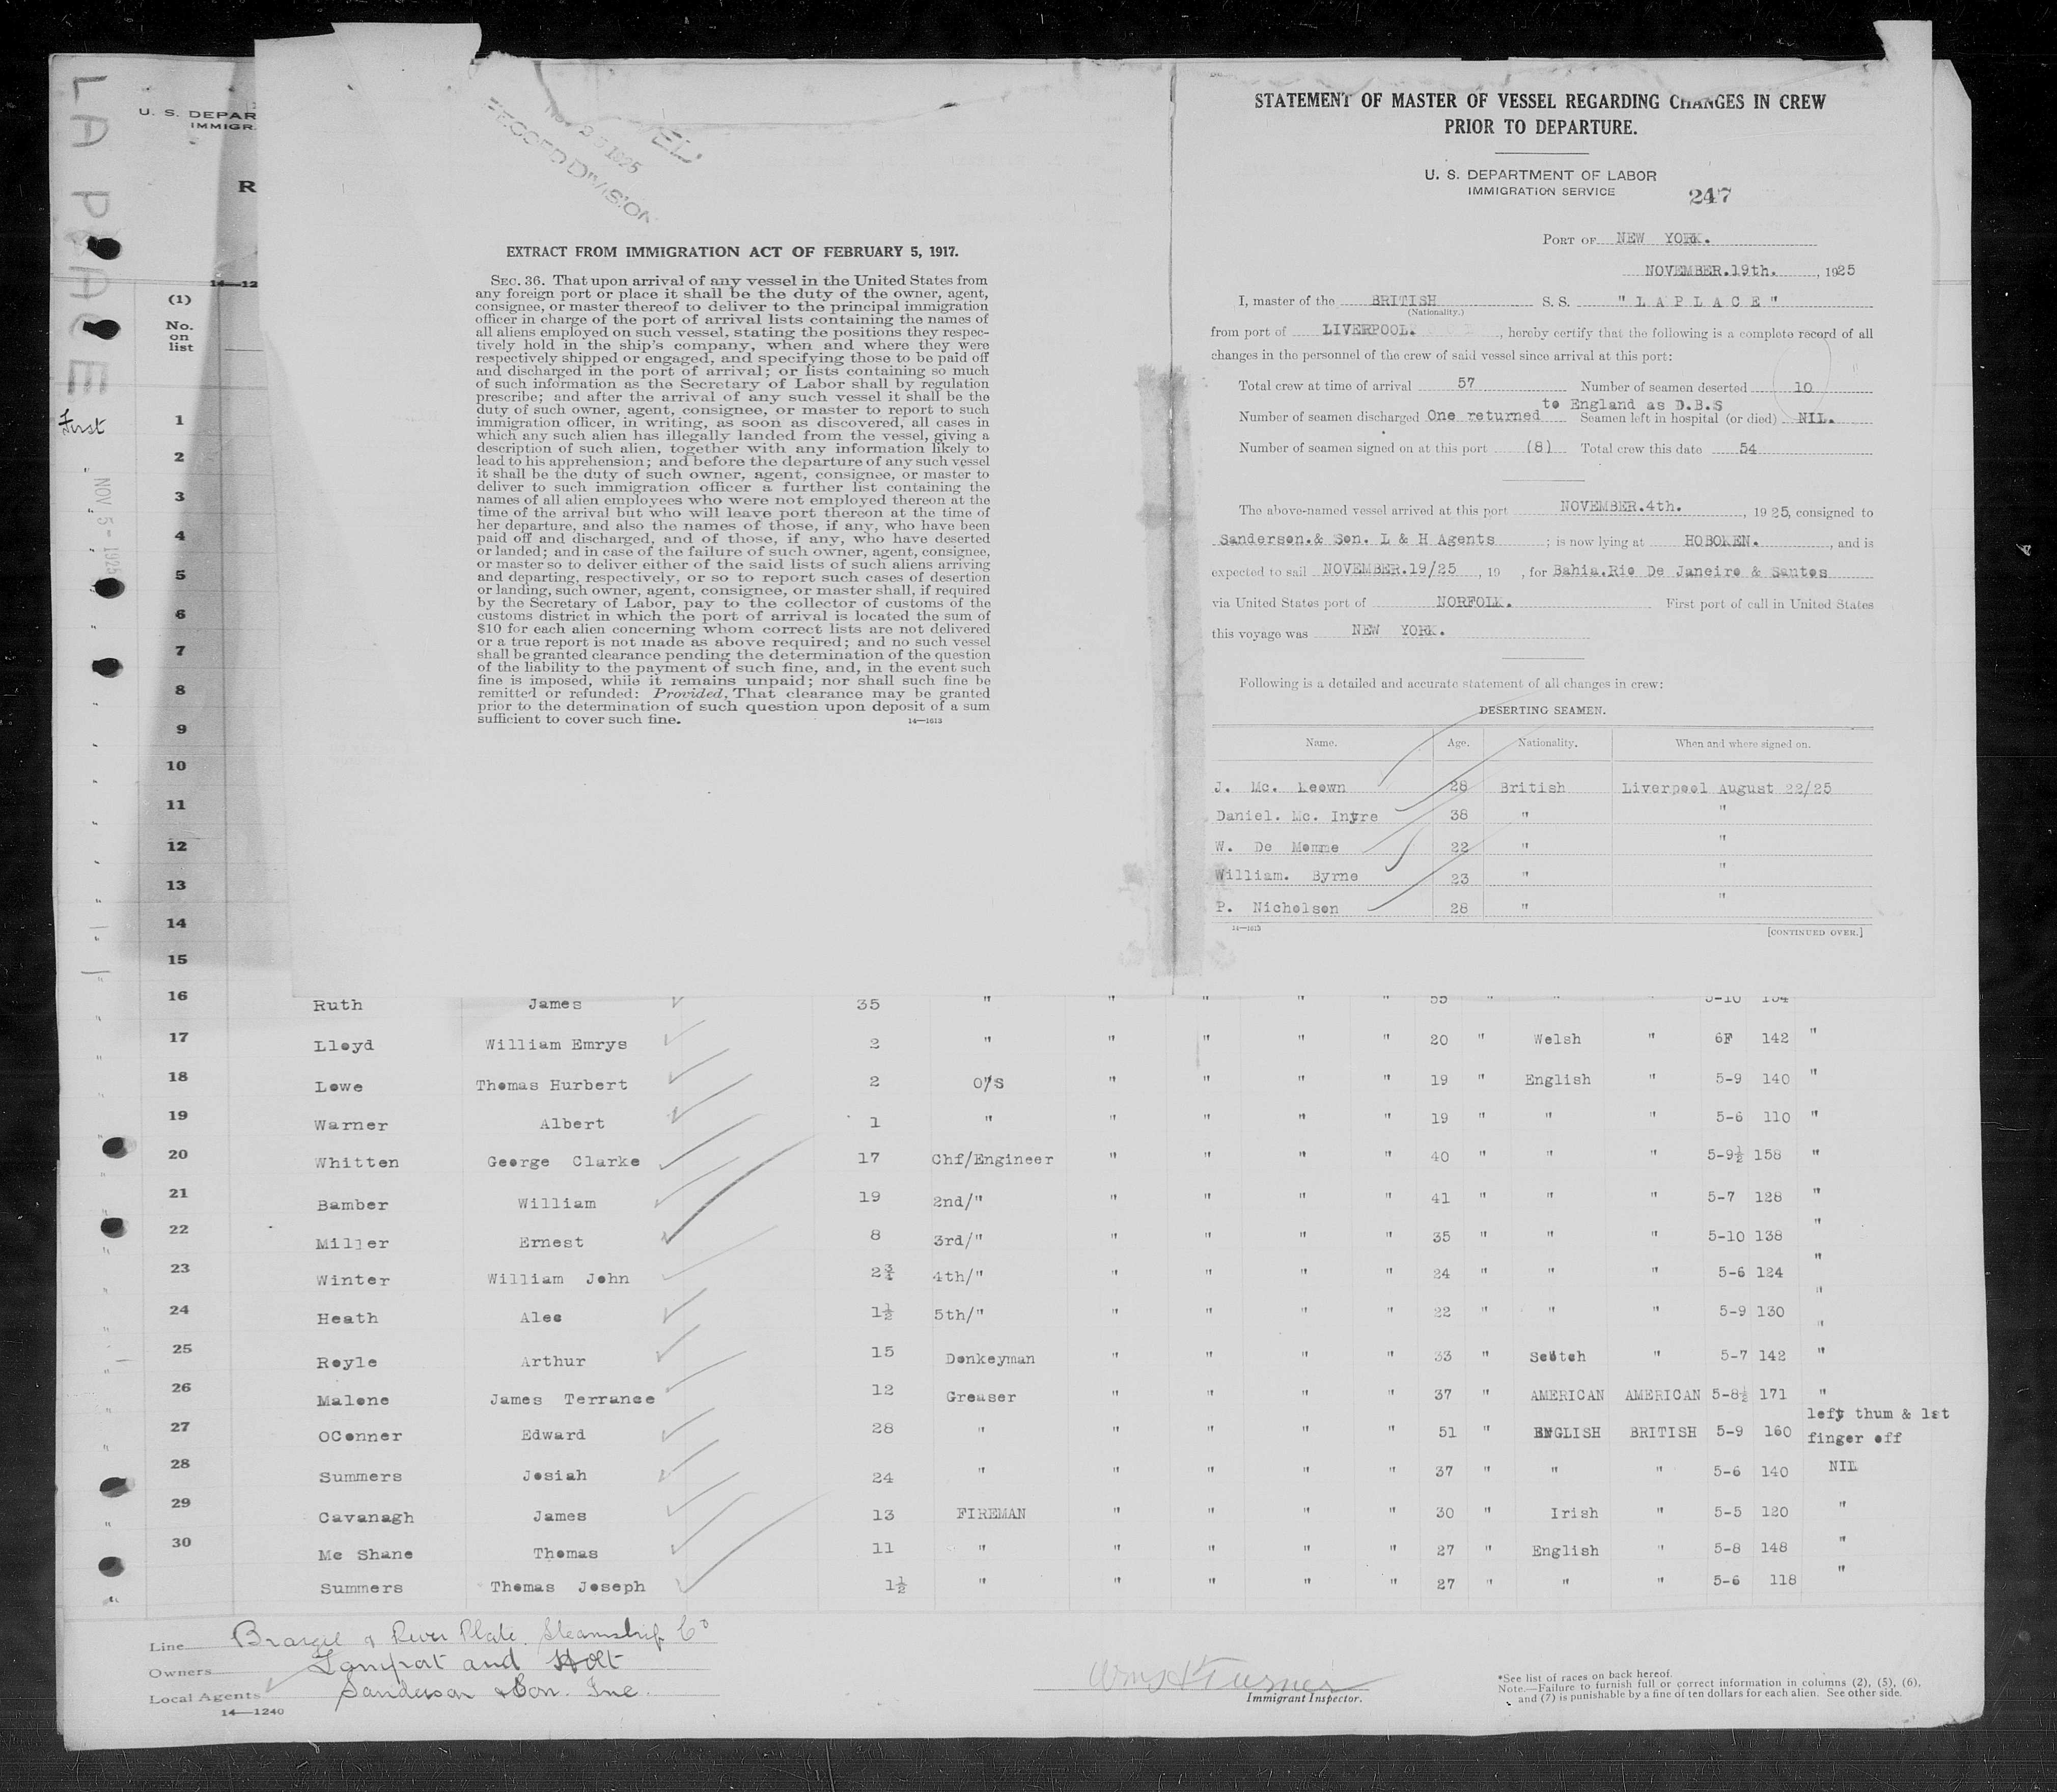 LA PLACE
U. S. DEPAR
IMMIGR.
R
14—12
(1)
No.
on
list
First
NOV 5 - 1925
RECORD DIVISION
EXTRACT FROM IMMIGRATION ACT OF FEBRUARY 5, 1917.
SEC. 36. That upon arrival of any vessel in the United States from
any foreign port or place it shall be the duty of the owner, agent,
consignee, or master thereof to deliver to the principal immigration
officer in charge of the port of arrival lists containing the names of
all aliens employed on such vessel, stating the positions they respec-
tively hold in the ship's company, when and where they were
respectively shipped or engaged, and specifying those to be paid off
and discharged in the port of arrival; or lists containing so much
of such information as the Secretary of Labor shall by regulation
prescribe; and after the arrival of any such vessel it shall be the
duty of such owner, agent, consignee, or master to report to such
immigration officer, in writing, as soon as discovered, all cases in
which any such alien has illegally landed from the vessel, giving a
description of such alien, together with any information likely to
lead to his apprehension; and before the departure of any such vessel
it shall be the duty of such owner, agent, consignee, or master to
deliver to such immigration officer a further list containing the
names of all alien employees who were not employed thereon at the
time of the arrival but who will leave port thereon at the time of
her departure, and also the names of those, if any, who have been
paid off and discharged, and of those, if any, who have deserted
or landed; and in case of the failure of such owner, agent, consignee,
or master so to deliver either of the said lists of such aliens arriving
and departing, respectively, or so to report such cases of desertion
or landing, such owner, agent, consignee, or master shall, if required
by the Secretary of Labor, pay to the collector of customs of the
customs district in which the port of arrival is located the sum of
$10 for each alien concerning whom correct lists are not delivered
or a true report is not made as above required; and no such vessel
shall be granted clearance pending the determination of the question
of the liability to the payment of such fine, and, in the event such
fine is imposed, while it remains unpaid; nor shall such fine be
remitted or refunded: Provided, That clearance may be granted
prior to the determination of such question upon deposit of a sum
sufficient to cover such fine. 14—1613
STATEMENT OF MASTER OF VESSEL REGARDING CHANGES IN CREW
PRIOR TO DEPARTURE.
U. S. DEPARTMENT OF LABOR
IMMIGRATION SERVICE
247
PORT OF NEW YORK.
NOVEMBER.19th. , 1925
I, master of the BRITISH S. S. "LAPLACE"
(Nationality.)
from port of LIVERPOOL. , hereby certify that the following is a complete record of all
changes in the personnel of the crew of said vessel since arrival at this port:
Total crew at time of arrival 57 Number of seamen deserted 10
to England as D.B.S
Number of seamen discharged One returned Seamen left in hospital (or died) NIL.
Number of seamen signed on at this port (8) Total crew this date 54
The above-named vessel arrived at this port NOVEMBER.4th. , 1925, consigned to
Sanderson.& Son. L & H Agents ; is now lying at HOBOKEN. , and is
expected to sail NOVEMBER.19/25 , 19 , for Bahia.Rio De Janeiro & Santos
via United States port of NORFOLK. First port of call in United States
this voyage was NEW YORK.
Following is a detailed and accurate statement of all changes in crew:
DESERTING SEAMEN.
Name. Age. Nationality. When and where signed on.
J. Mc. Keown 28 British Liverpool August 22/25
Daniel. Mc. Intyre 38 " "
W. De Momme 22 " "
William. Byrne 23 " "
P. Nicholson 28 " "
14—1613 [CONTINUED OVER.]
1
2
3
4
5
6
7
8
9
10
11
12
13
14
15
16 Ruth James 35 " " " " " 55 " " " 5-10 154
17 Lloyd William Emrys 2 " " " " " 20 " Welsh " 6F 142 "
18 Lowe Thomas Hurbert 2 O/S " " " " 19 " English " 5-9 140 "
19 Warner Albert 1 " " " " " 19 " " " 5-6 110 "
20 Whitten George Clarke 17 Chf/Engineer " " " " 40 " " " 5-9½ 158 "
21 Bamber William 19 2nd/" " " " " 41 " " " 5-7 128 "
22 Miller Ernest 8 3rd/" " " " " 35 " " " 5-10 138 "
23 Winter William John 2¾ 4th/" " " " " 24 " " " 5-6 124 "
24 Heath Alec 1½ 5th/" " " " " 22 " " " 5-9 130 "
25 Royle Arthur 15 Donkeyman " " " " 33 " Scotch " 5-7 142 "
26 Malone James Terrance 12 Greaser " " " " 37 " AMERICAN AMERICAN 5-8½ 171 "
27 OConner Edward 28 " " " " " 51 " ENGLISH BRITISH 5-9 160 left thum & 1st
finger off
28 Summers Josiah 24 " " " " " 37 " " " 5-6 140 NIL
29 Cavanagh James 13 FIREMAN " " " " 30 " Irish " 5-5 120 "
30 Mc Shane Thomas 11 " " " " " 27 " English " 5-8 148 "
Summers Thomas Joseph 1½ " " " " " 27 " " " 5-6 118 "
Line Brazil & River Plate Steamship Co
Owners Lamport and Holt
Local Agents Sanderson & Son. Inc.
14—1240
Wm H Turner
Immigrant Inspector.
*See list of races on back hereof.
Note.—Failure to furnish full or correct information in columns (2), (5), (6),
and (7) is punishable by a fine of ten dollars for each alien. See other side.